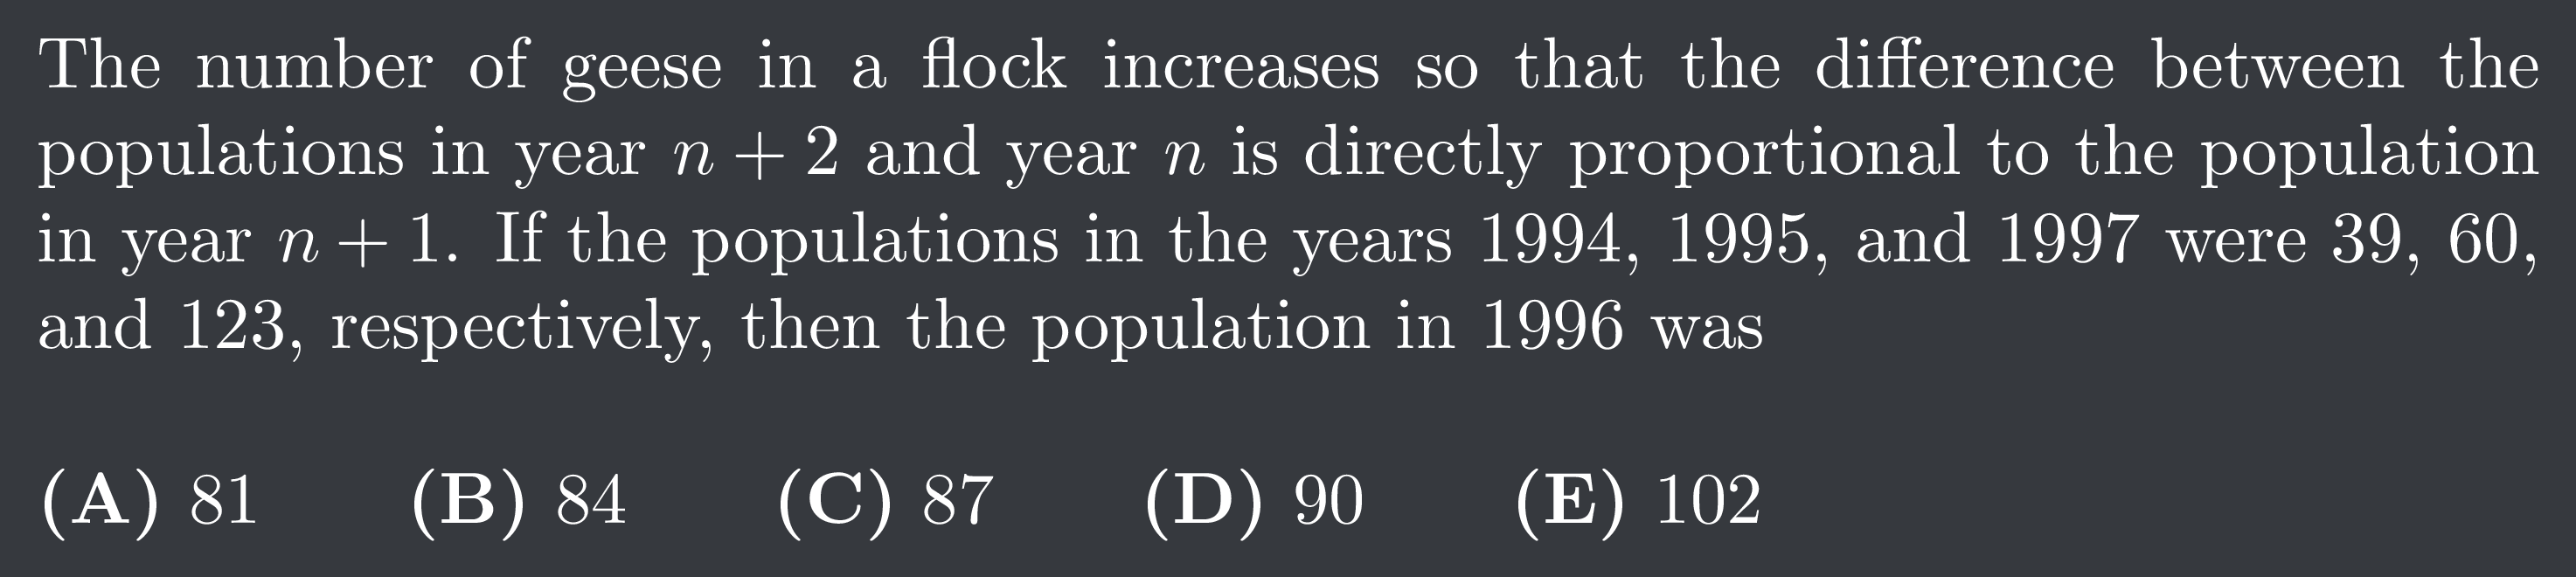 The number of geese in a flock increases so that the difference between the
populations in year n + 2 and year n is directly proportional to the population
in year n + 1. If the populations in the years 1994, 1995, and 1997 were 39, 60,
and 123, respectively, then the population in 1996 was
(A) 81 (B) 84 (C) 87 (D) 90 (E) 102